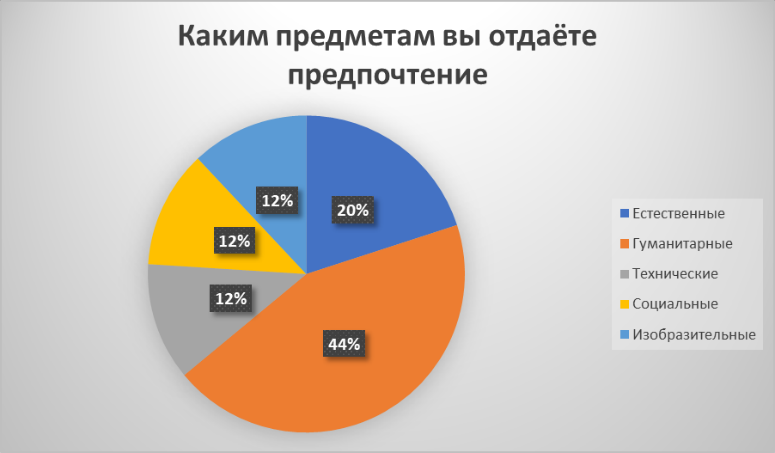 Каким предметам вы отдаёте
предпочтение
12%
20%
12%
12%
44%
Естественные
Гуманитарные
Технические
Социальные
Изобразительные